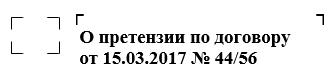 О претензии по договору
от 15.03.2017 № 44/56